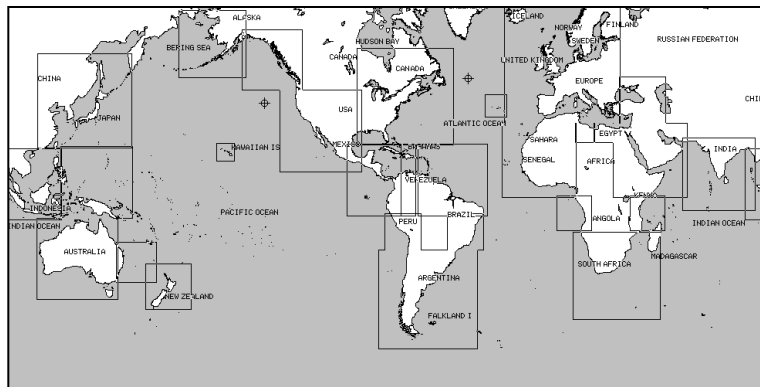 ALASKA
ICELAND
NORWAY
FINLAND
BERING SEA
HUDSON BAY
SWEDEN
RUSSIAN FEDERATION
CANADA
UNITED KINGDOM
CANADA
CHINA
EUROPE
USA
CHI
JAPAN
ATLANTIC OCEAN
EGYPT
SAHARA
HAWAIIAN IS
MEXICO
BAHAMAS
INDIA
SENEGAL
AFRICA
VENEZUELA
KENYA
INDONESIA
PACIFIC OCEAN
PERU
BRAZIL
ANGOLA
INDIAN OCEAN
INDIAN OCEAN
AUSTRALIA
MADAGASCAR
SOUTH AFRICA
ARGENTINA
NEW ZEALAND
FALKLAND I